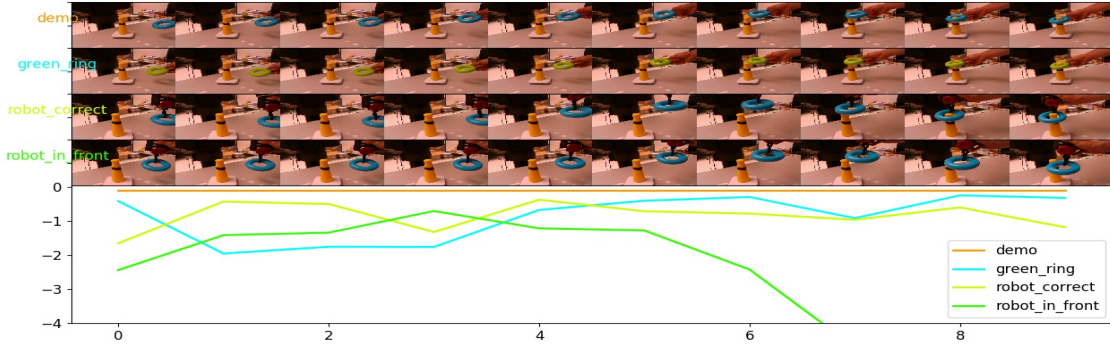 demo
green_ring
robot_correct
robot_in_front
0
−1
−2
−3
−4
0
2
4
6
8
demo
green_ring
robot_correct
robot_in_front